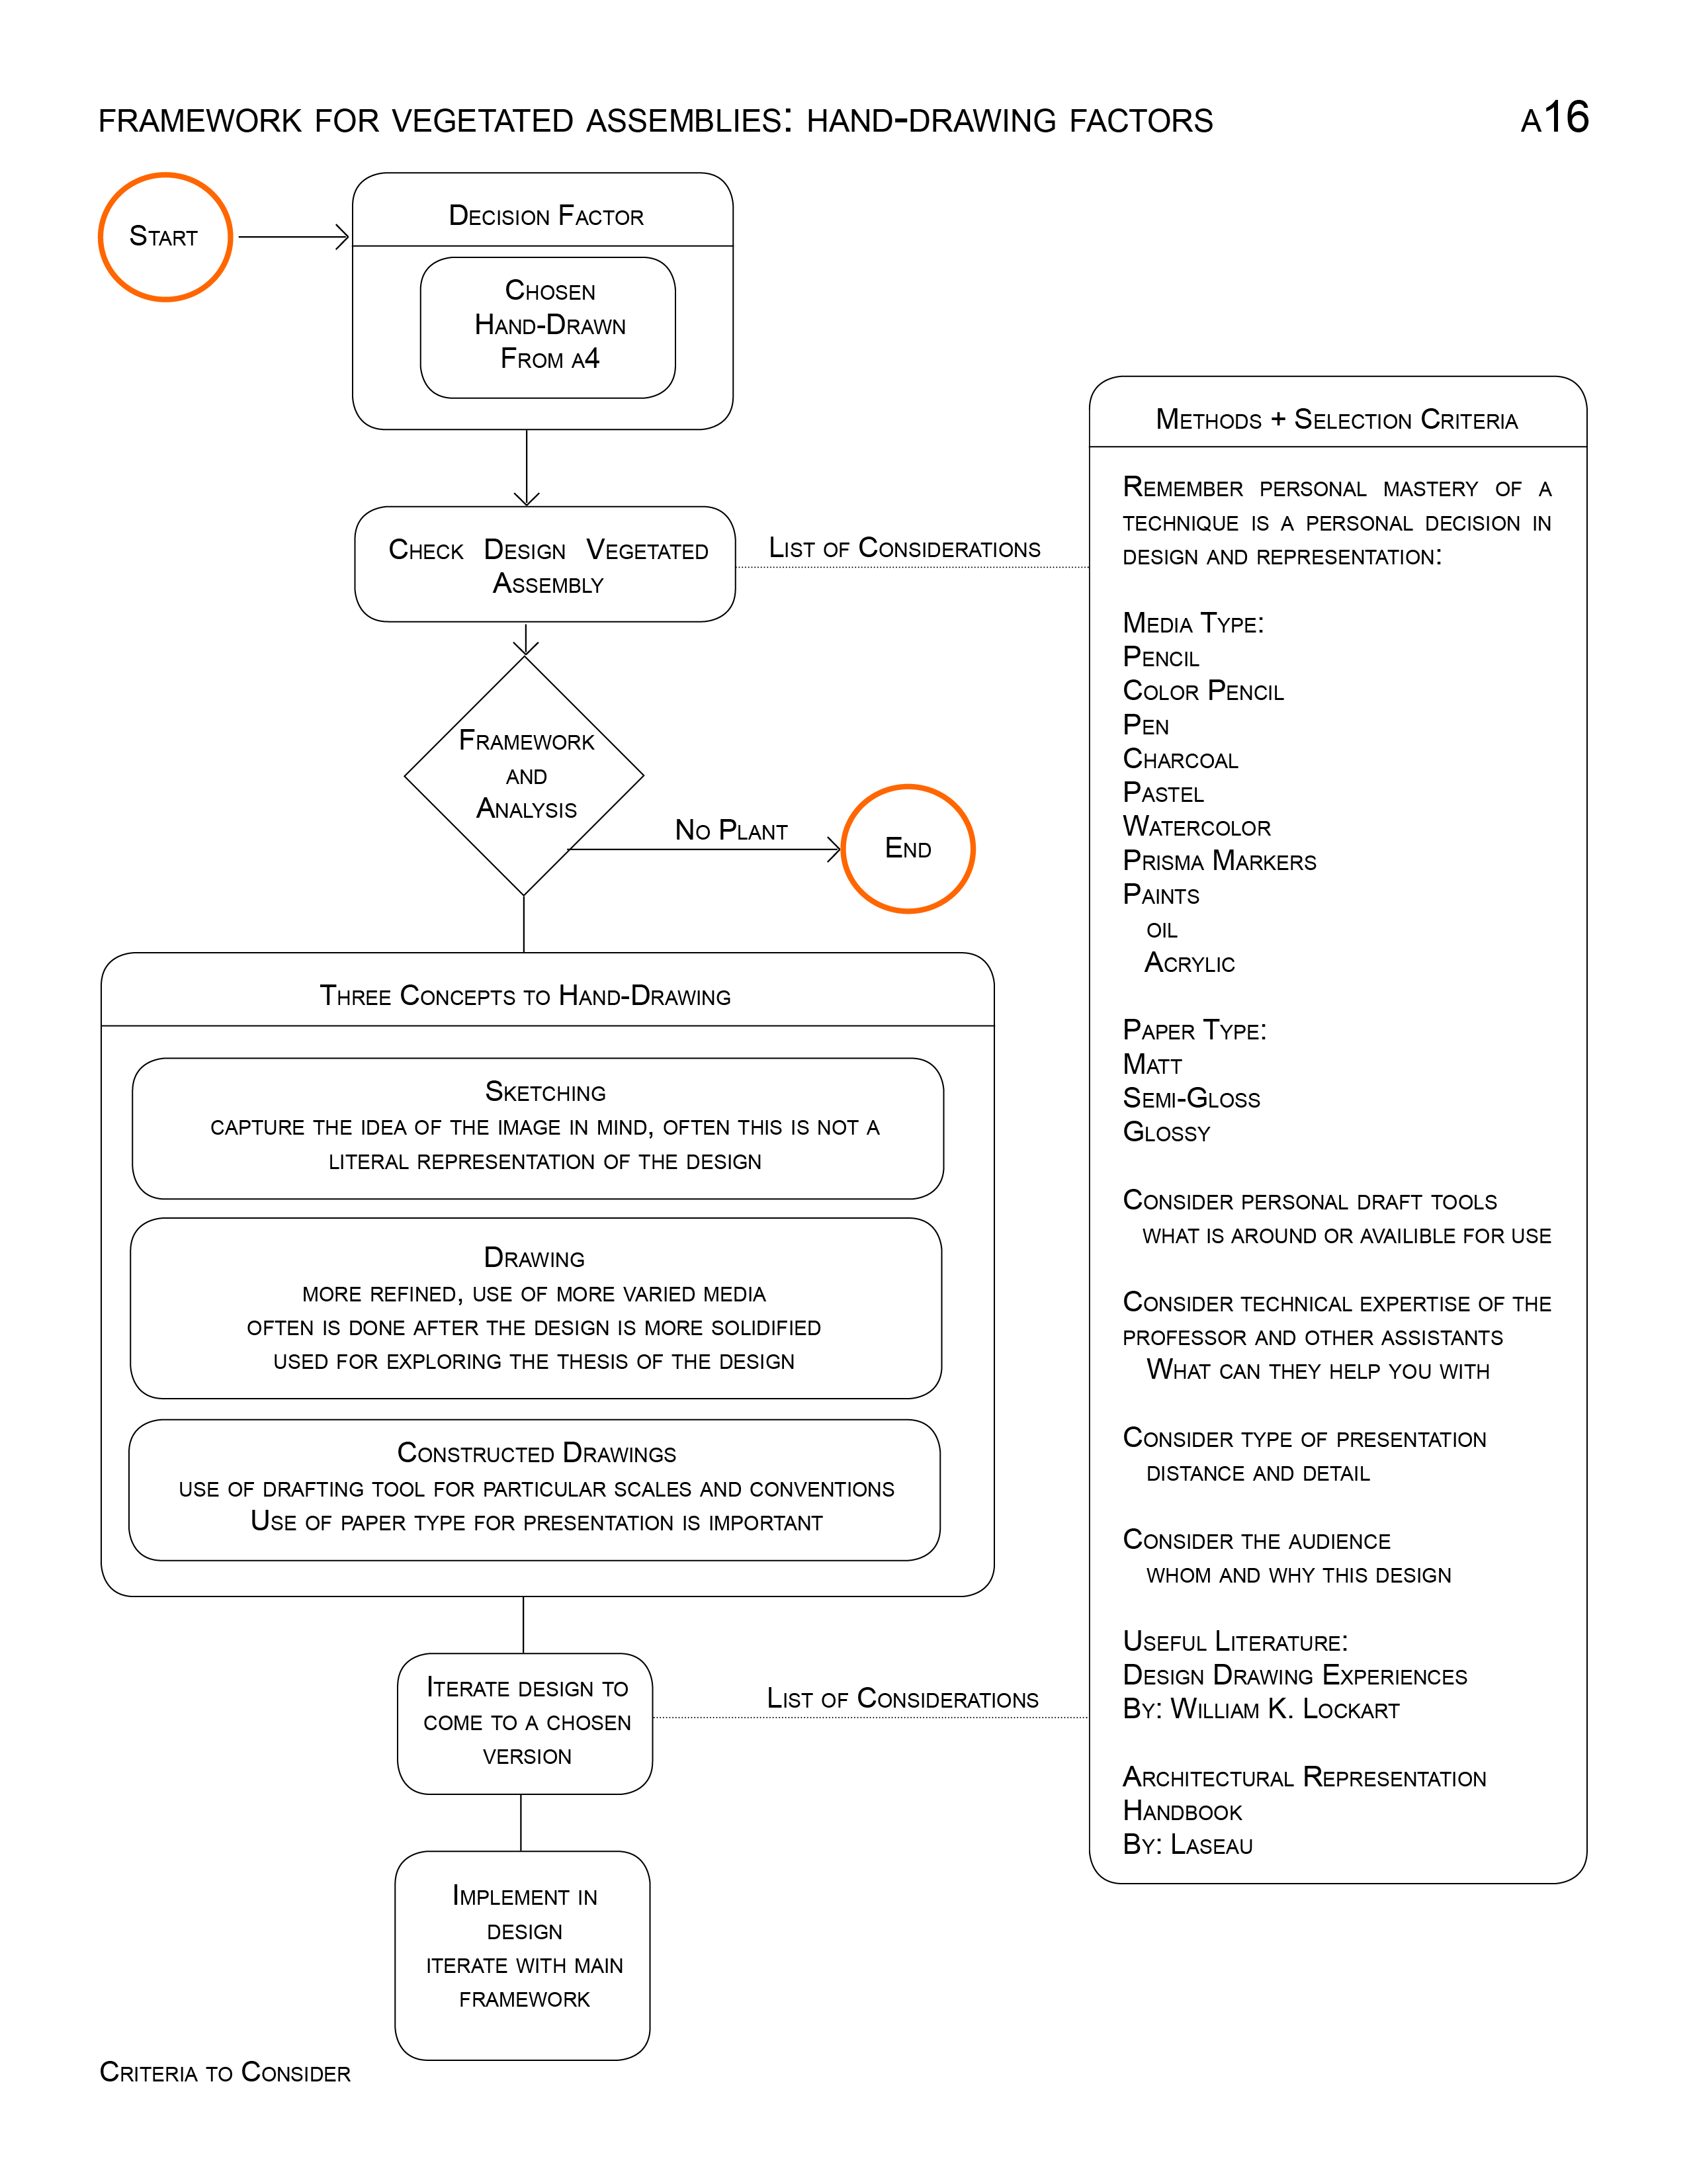 FRAMEWORK FOR VEGETATED ASSEMBLIES: HAND-DRAWING FACTORS
A16
START
DECISION FACTOR
CHOSEN
HAND-DRAWN
FROM A4
CHECK DESIGN VEGETATED
ASSEMBLY
LIST OF CONSIDERATIONS
FRAMEWORK
AND
ANALYSIS
NO PLANT
END
THREE CONCEPTS TO HAND-DRAWING
SKETCHING
CAPTURE THE IDEA OF THE IMAGE IN MIND, OFTEN THIS IS NOT A
LITERAL REPRESENTATION OF THE DESIGN
DRAWING
MORE REFINED, USE OF MORE VARIED MEDIA
OFTEN IS DONE AFTER THE DESIGN IS MORE SOLIDIFIED
USED FOR EXPLORING THE THESIS OF THE DESIGN
CONSTRUCTED DRAWINGS
USE OF DRAFTING TOOL FOR PARTICULAR SCALES AND CONVENTIONS
USE OF PAPER TYPE FOR PRESENTATION IS IMPORTANT
ITERATE DESIGN TO
COME TO A CHOSEN
VERSION
LIST OF CONSIDERATIONS
IMPLEMENT IN
DESIGN
ITERATE WITH MAIN
FRAMEWORK
METHODS + SELECTION CRITERIA
REMEMBER PERSONAL MASTERY OF A
TECHNIQUE IS A PERSONAL DECISION IN
DESIGN AND REPRESENTATION:
MEDIA TYPE:
PENCIL
COLOR PENCIL
PEN
CHARCOAL
PASTEL
WATERCOLOR
PRISMA MARKERS
PAINTS
OIL
ACRYLIC
PAPER TYPE:
MATT
SEMI-GLOSS
GLOSSY
CONSIDER PERSONAL DRAFT TOOLS
WHAT IS AROUND OR AVAILIBLE FOR USE
CONSIDER TECHNICAL EXPERTISE OF THE
PROFESSOR AND OTHER ASSISTANTS
WHAT CAN THEY HELP YOU WITH
CONSIDER TYPE OF PRESENTATION
DISTANCE AND DETAIL
CONSIDER THE AUDIENCE
WHOM AND WHY THIS DESIGN
USEFUL LITERATURE:
DESIGN DRAWING EXPERIENCES
BY: WILLIAM K. LOCKART
ARCHITECTURAL REPRESENTATION
HANDBOOK
BY: LASEAU
CRITERIA TO CONSIDER